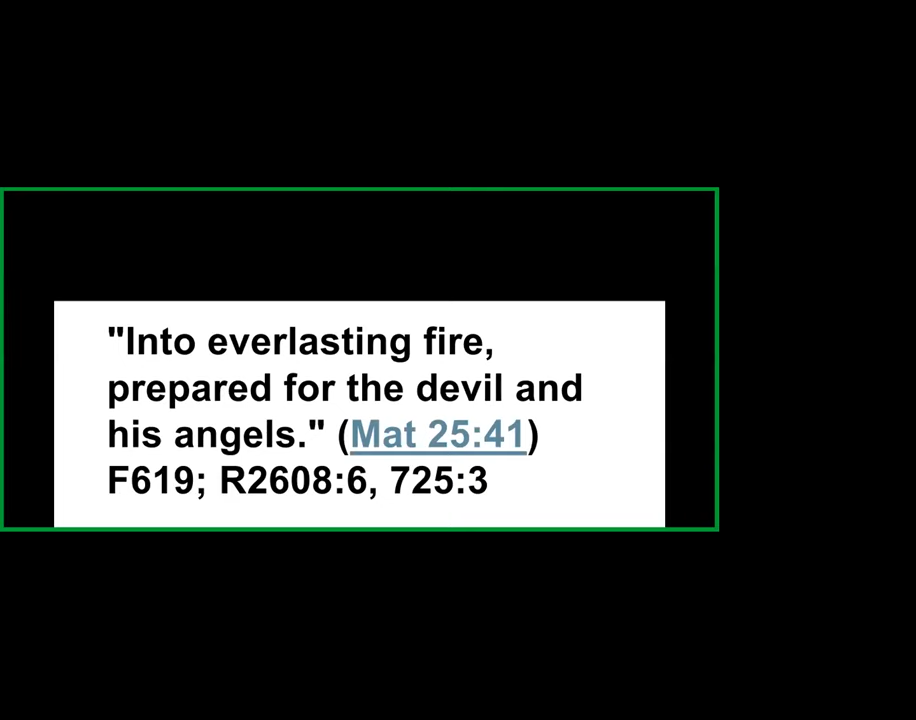 "Into everlasting fire,
prepared for the devil and
his angels." (Mat 25:41)
F619; R2608:6, 725:3